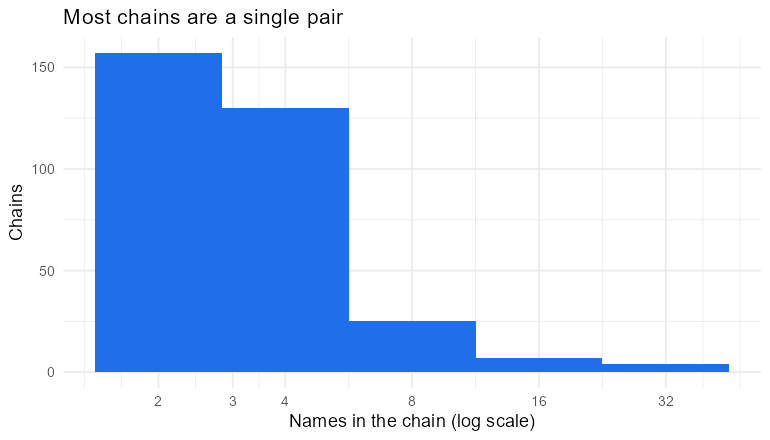 Most chains are a single pair
150
100
50
0
2 3 4 8 16 32
Names in the chain (log scale)
Chains